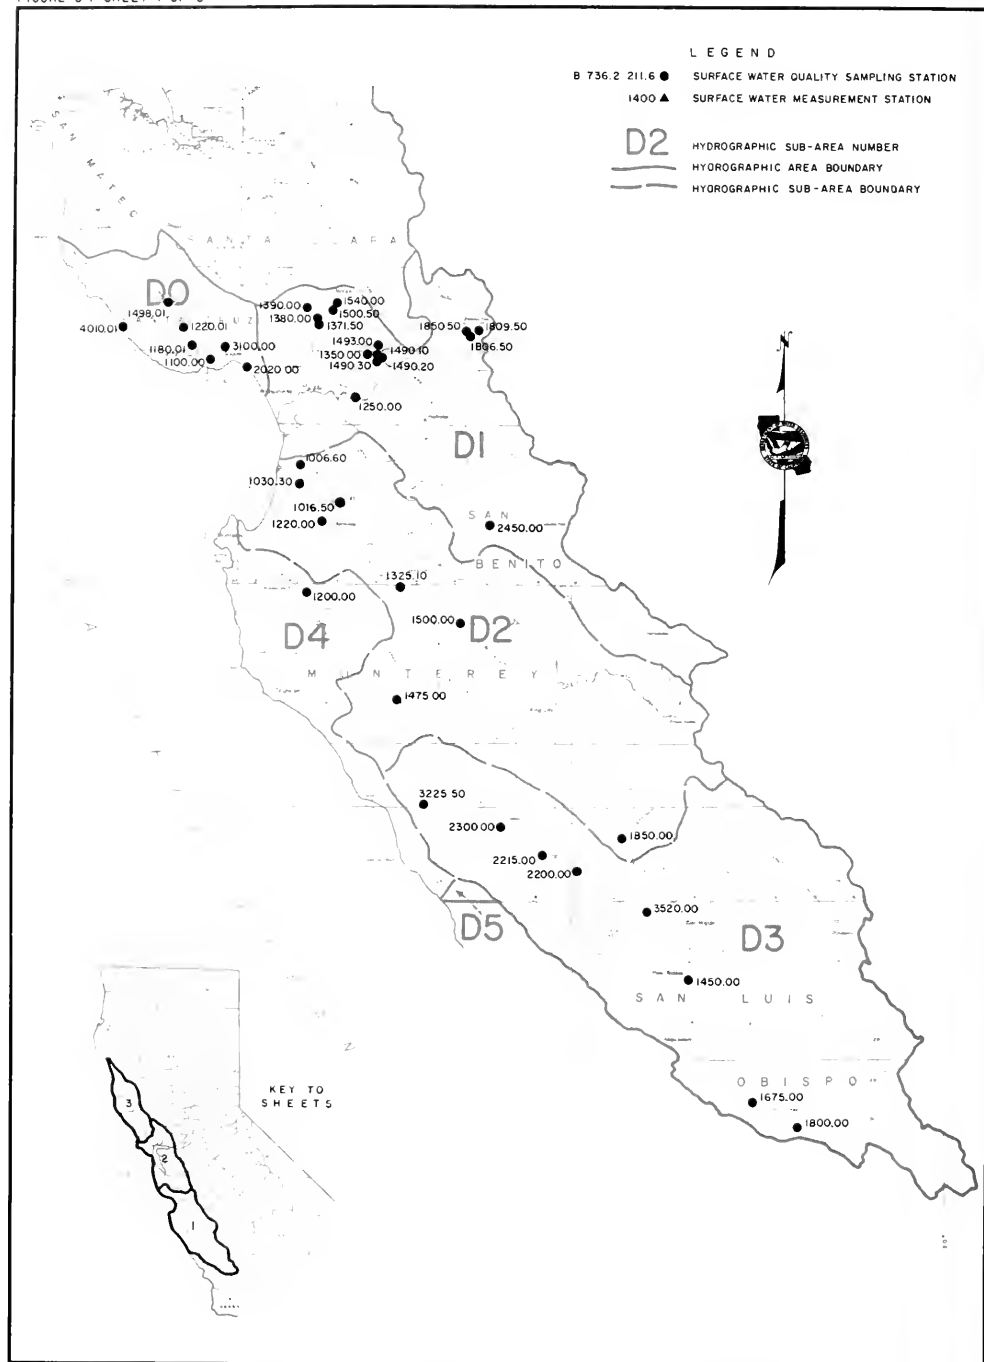 LEGEND
B 736.2 211.6 ● SURFACE WATER QUALITY SAMPLING STATION
1400 ▲ SURFACE WATER MEASUREMENT STATION
D2 HYDROGRAPHIC SUB-AREA NUMBER
HYDROGRAPHIC AREA BOUNDARY
HYDROGRAPHIC SUB-AREA BOUNDARY
SAN MATEO
SANTA
D0
1498.01
4010.01
1220.01
1180.01
3100.00
1100.00
2020.00
1390.00
1540.00
1380.00
1500.50
1371.50
1493.00
1350.00
1490.10
1490.30
1490.20
1850.50
1809.50
1806.50
1250.00
D1
1006.60
1030.30
1016.50
1220.00
SAN
2450.00
BENITO
1325.10
1200.00
1500.00
D2
D4
MONTEREY
1475.00
3225.50
2300.00
1850.00
2215.00
2200.00
D5
3520.00
D3
1450.00
SAN LUIS
OBISPO
1675.00
1800.00
N
KEY TO
SHEETS
3
2
1